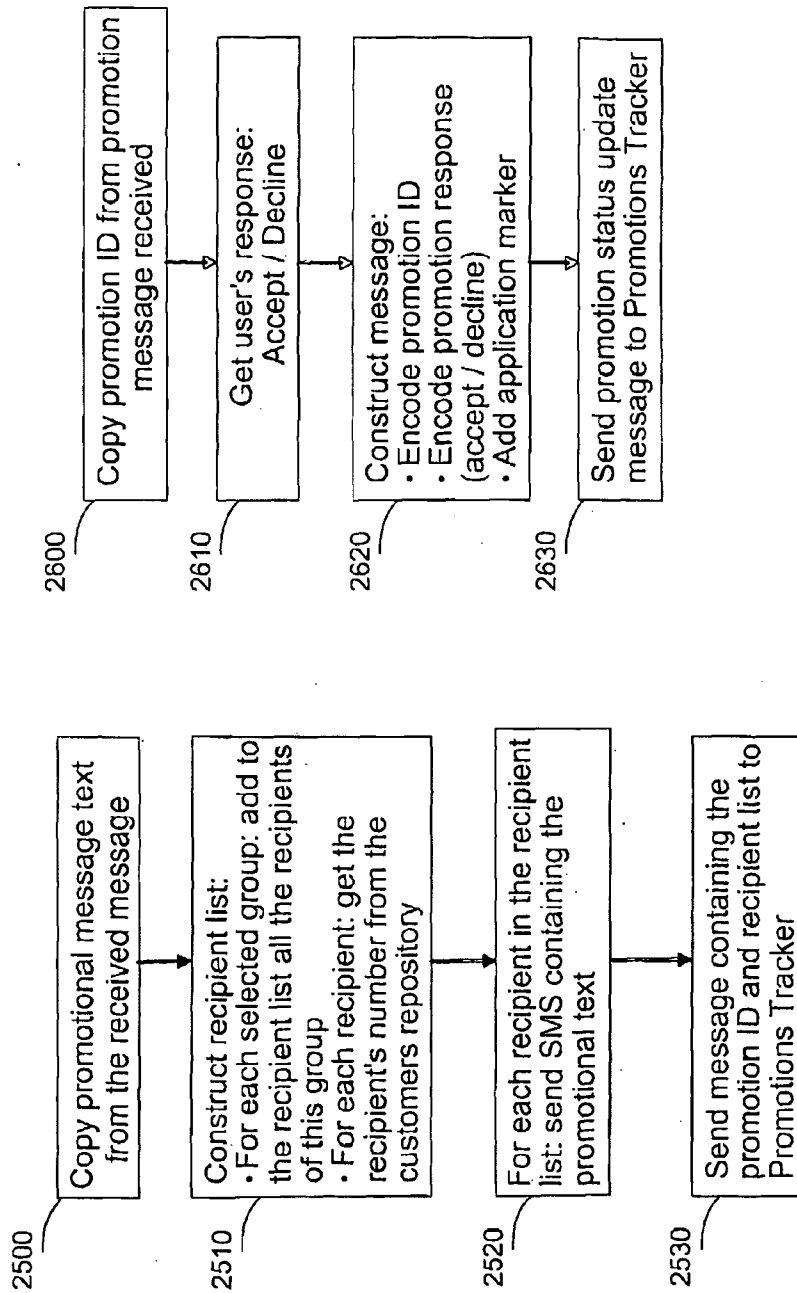 2500
Copy promotional message text
from the received message
2510
Construct recipient list:
• For each selected group: add to
the recipient list all the recipients
of this group
• For each recipient: get the
recipient's number from the
customers repository
2520
For each recipient in the recipient
list: send SMS containing the
promotional text
2530
Send message containing the
promotion ID and recipient list to
Promotions Tracker
2600
Copy promotion ID from promotion
message received
2610
Get user's response:
Accept / Decline
2620
Construct message:
• Encode promotion ID
• Encode promotion response
(accept / decline)
• Add application marker
2630
Send promotion status update
message to Promotions Tracker